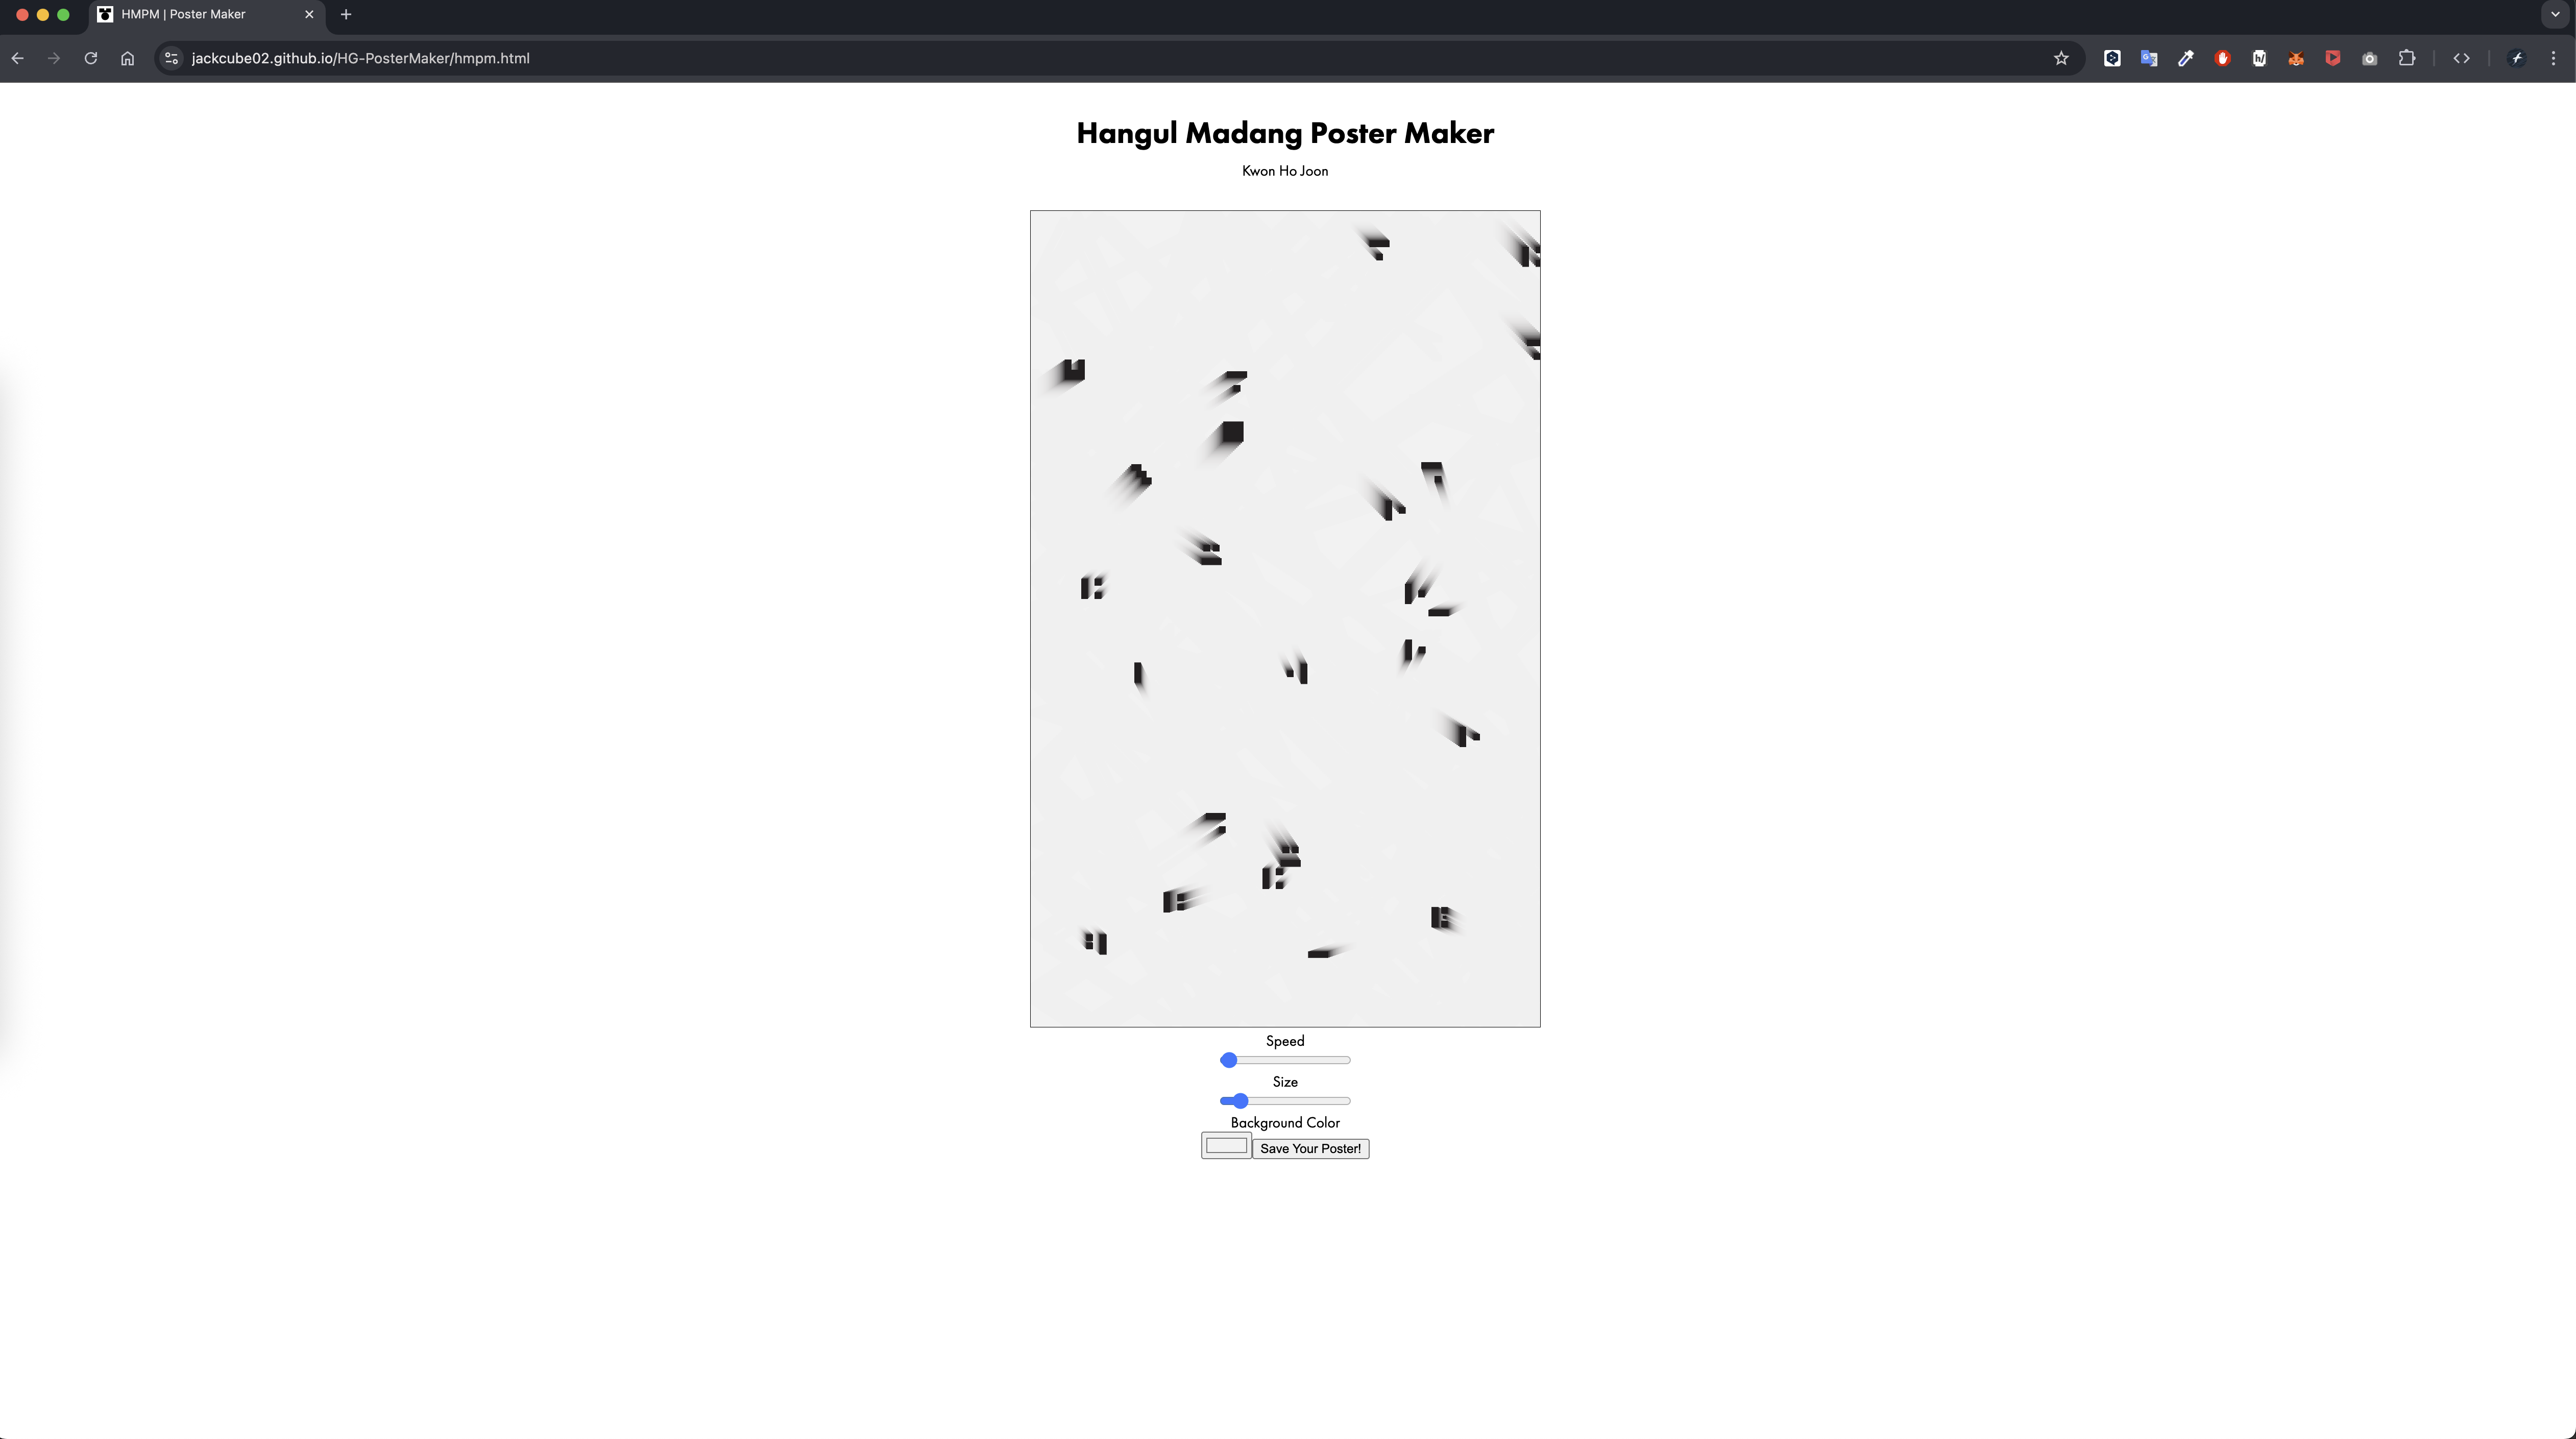 HMPM | Poster Maker
jackcube02.github.io/HG-PosterMaker/hmpm.html
Hangul Madang Poster Maker
Kwon Ho Joon
Speed
Size
Background Color
Save Your Poster!